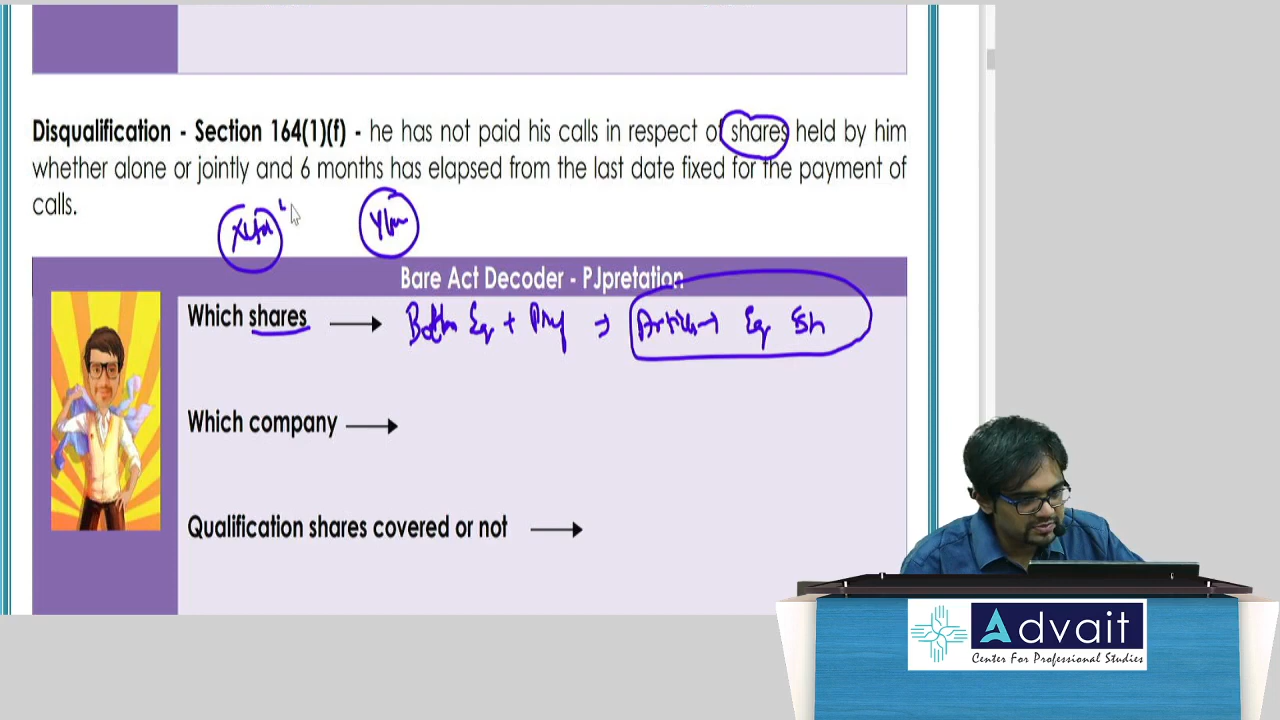 Disqualification - Section 164(1)(f) - he has not paid his calls in respect of shares held by him
whether alone or jointly and 6 months has elapsed from the last date fixed for the payment of
calls.
Bare Act Decoder - PJpretation
Which shares
Both Eq + Pref ⇒ Eq Sh
Which company
Qualification shares covered or not
Advait
Center For Professional Studies